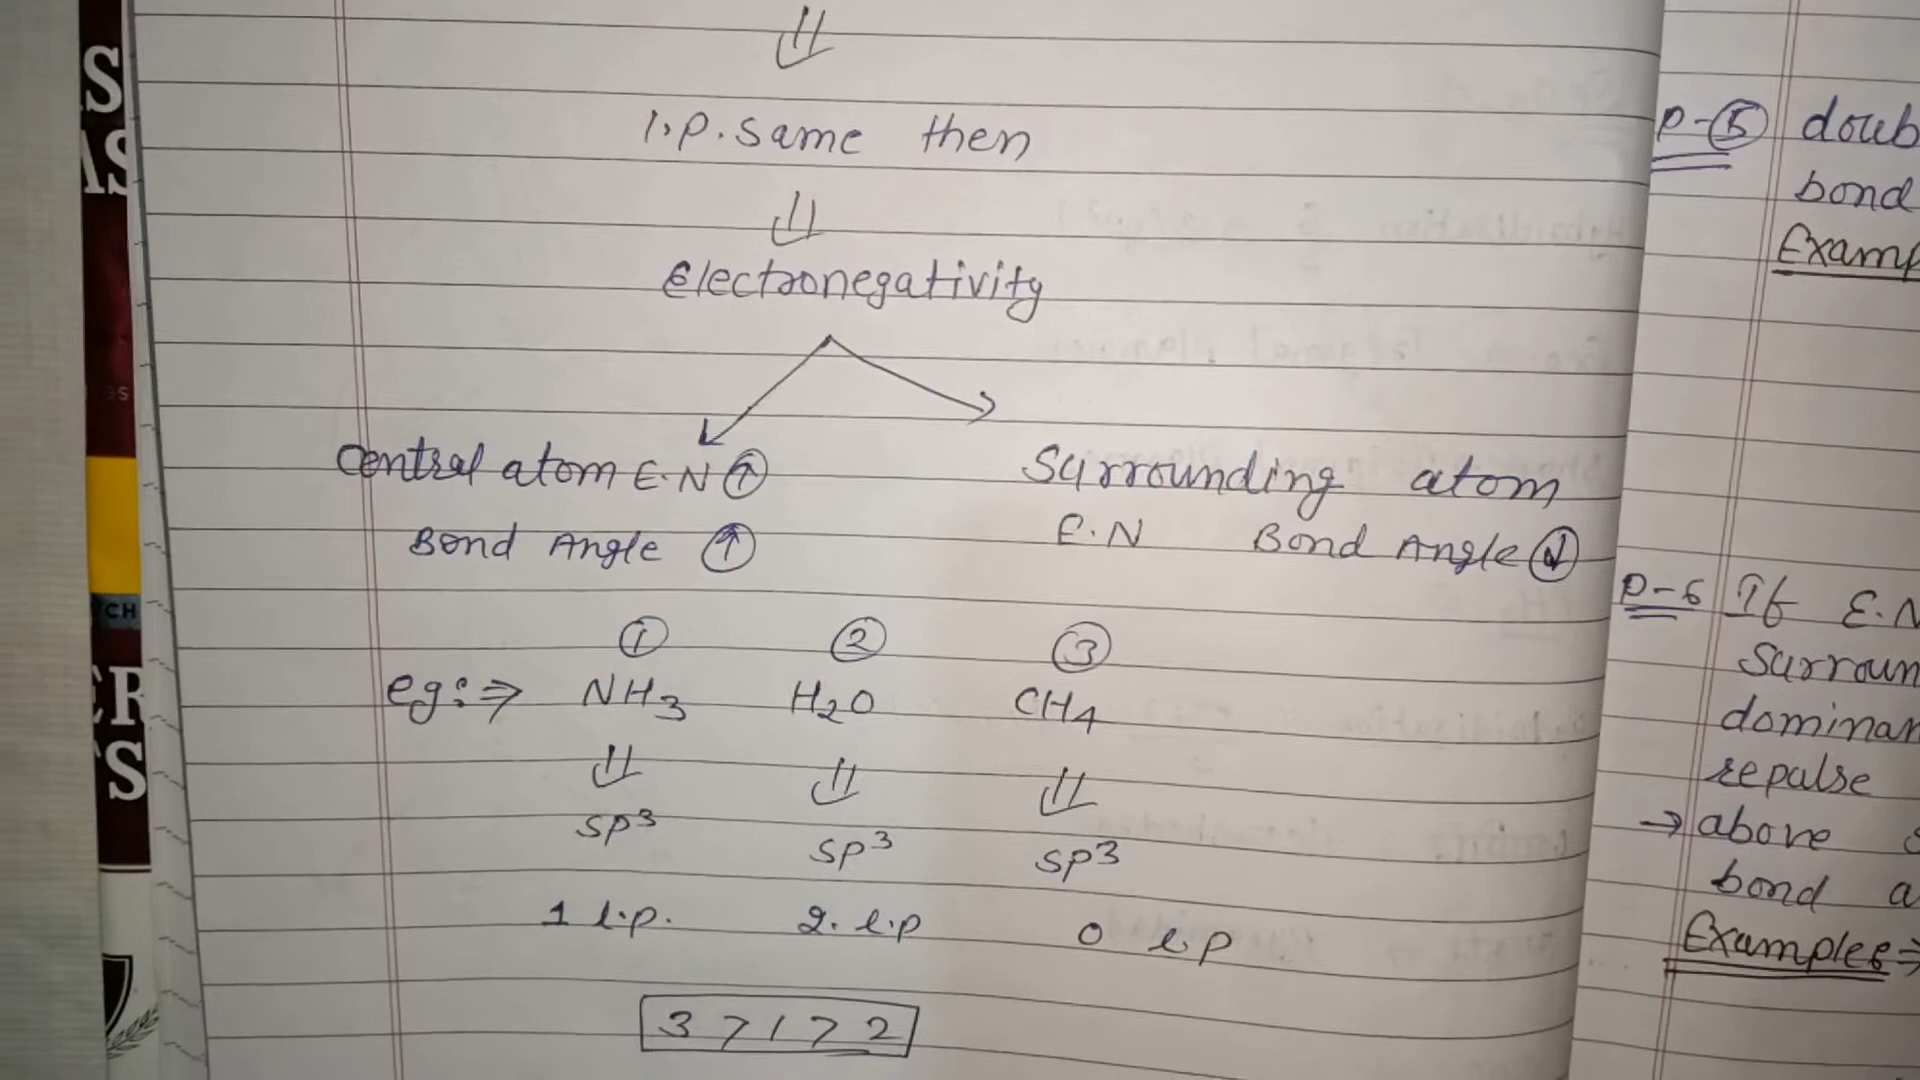 ⇓
l.p. same then
⇓
Electronegativity
Central atom E.N ↑
Surrounding atom
Bond Angle ↑
E.N Bond Angle ↓
① ② ③
eg:⇒ NH3 H2O CH4
⇓ ⇓ ⇓
sp3 sp3 sp3
1 l.p. 2. l.p 0 l.p
3 > 1 > 2
P-⑤ doub
bond
Examp
P-6 If E.N
Surroun
dominan
repulse
→ above
bond a
Examples⇒
CH